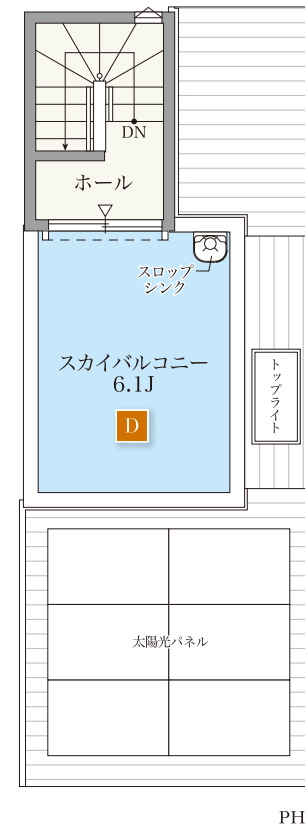 DN
ホール
スロップ
シンク
スカイバルコニー
6.1J
D
トップライト
太陽光パネル
PH